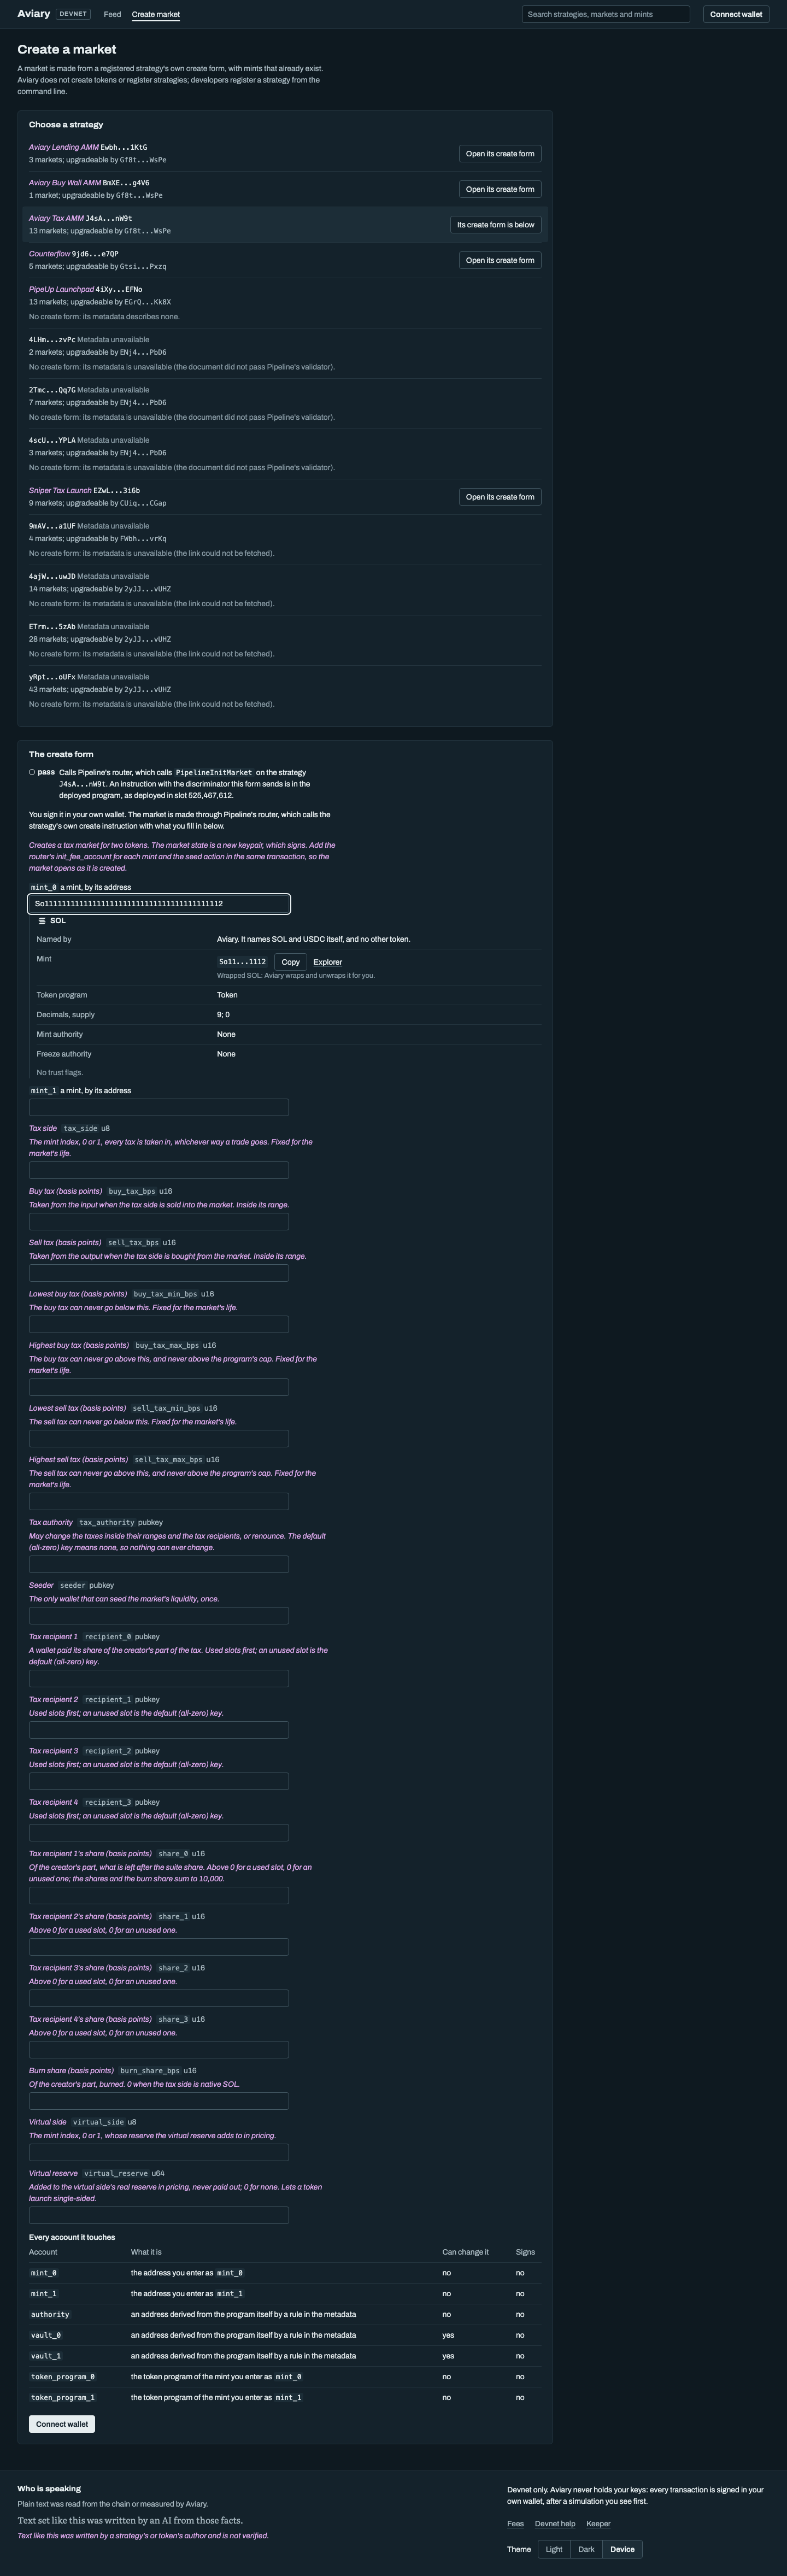 Aviary DEVNET Feed Create market Search strategies, markets and mints Connect wallet
Create a market
A market is made from a registered strategy's own create form, with mints that already exist.
Aviary does not create tokens or register strategies; developers register a strategy from the
command line.
Choose a strategy
Aviary Lending AMM Ewbh...1KtG
3 markets; upgradeable by Gf8t...WsPe
Open its create form
Aviary Buy Wall AMM BmXE...g4V6
1 market; upgradeable by Gf8t...WsPe
Open its create form
Aviary Tax AMM J4sA...nW9t
13 markets; upgradeable by Gf8t...WsPe
Its create form is below
Counterflow 9jd6...e7QP
5 markets; upgradeable by Gtsi...Pxzq
Open its create form
PipeUp Launchpad 4iXy...EFNo
13 markets; upgradeable by EGrQ...Kk8X
No create form: its metadata describes none.
4LHm...zvPc Metadata unavailable
2 markets; upgradeable by ENj4...PbD6
No create form: its metadata is unavailable (the document did not pass Pipeline's validator).
2Tmc...Qq7G Metadata unavailable
7 markets; upgradeable by ENj4...PbD6
No create form: its metadata is unavailable (the document did not pass Pipeline's validator).
4scU...YPLA Metadata unavailable
3 markets; upgradeable by ENj4...PbD6
No create form: its metadata is unavailable (the document did not pass Pipeline's validator).
Sniper Tax Launch EZwL...3i6b
9 markets; upgradeable by CUiq...CGap
Open its create form
9mAV...a1UF Metadata unavailable
4 markets; upgradeable by FWbh...vrKq
No create form: its metadata is unavailable (the link could not be fetched).
4ajW...uwJD Metadata unavailable
14 markets; upgradeable by 2yJJ...vUHZ
No create form: its metadata is unavailable (the link could not be fetched).
ETrm...5zAb Metadata unavailable
28 markets; upgradeable by 2yJJ...vUHZ
No create form: its metadata is unavailable (the link could not be fetched).
yRpt...oUFx Metadata unavailable
43 markets; upgradeable by 2yJJ...vUHZ
No create form: its metadata is unavailable (the link could not be fetched).
The create form
pass Calls Pipeline's router, which calls PipelineInitMarket on the strategy
J4sA...nW9t. An instruction with the discriminator this form sends is in the
deployed program, as deployed in slot 525,467,612.
You sign it in your own wallet. The market is made through Pipeline's router, which calls the
strategy's own create instruction with what you fill in below.
Creates a tax market for two tokens. The market state is a new keypair, which signs. Add the
router's init_fee_account for each mint and the seed action in the same transaction, so the
market opens as it is created.
mint_0 a mint, by its address
So11111111111111111111111111111111111111112
SOL
Named by Aviary. It names SOL and USDC itself, and no other token.
Mint So11...1112 Copy Explorer
Wrapped SOL: Aviary wraps and unwraps it for you.
Token program Token
Decimals, supply 9; 0
Mint authority None
Freeze authority None
No trust flags.
mint_1 a mint, by its address
Tax side tax_side u8
The mint index, 0 or 1, every tax is taken in, whichever way a trade goes. Fixed for the
market's life.
Buy tax (basis points) buy_tax_bps u16
Taken from the input when the tax side is sold into the market. Inside its range.
Sell tax (basis points) sell_tax_bps u16
Taken from the output when the tax side is bought from the market. Inside its range.
Lowest buy tax (basis points) buy_tax_min_bps u16
The buy tax can never go below this. Fixed for the market's life.
Highest buy tax (basis points) buy_tax_max_bps u16
The buy tax can never go above this, and never above the program's cap. Fixed for the
market's life.
Lowest sell tax (basis points) sell_tax_min_bps u16
The sell tax can never go below this. Fixed for the market's life.
Highest sell tax (basis points) sell_tax_max_bps u16
The sell tax can never go above this, and never above the program's cap. Fixed for the
market's life.
Tax authority tax_authority pubkey
May change the taxes inside their ranges and the tax recipients, or renounce. The default
(all-zero) key means none, so nothing can ever change.
Seeder seeder pubkey
The only wallet that can seed the market's liquidity, once.
Tax recipient 1 recipient_0 pubkey
A wallet paid its share of the creator's part of the tax. Used slots first; an unused slot is the
default (all-zero) key.
Tax recipient 2 recipient_1 pubkey
Used slots first; an unused slot is the default (all-zero) key.
Tax recipient 3 recipient_2 pubkey
Used slots first; an unused slot is the default (all-zero) key.
Tax recipient 4 recipient_3 pubkey
Used slots first; an unused slot is the default (all-zero) key.
Tax recipient 1's share (basis points) share_0 u16
Of the creator's part, what is left after the suite share. Above 0 for a used slot, 0 for an
unused one; the shares and the burn share sum to 10,000.
Tax recipient 2's share (basis points) share_1 u16
Above 0 for a used slot, 0 for an unused one.
Tax recipient 3's share (basis points) share_2 u16
Above 0 for a used slot, 0 for an unused one.
Tax recipient 4's share (basis points) share_3 u16
Above 0 for a used slot, 0 for an unused one.
Burn share (basis points) burn_share_bps u16
Of the creator's part, burned. 0 when the tax side is native SOL.
Virtual side virtual_side u8
The mint index, 0 or 1, whose reserve the virtual reserve adds to in pricing.
Virtual reserve virtual_reserve u64
Added to the virtual side's real reserve in pricing, never paid out; 0 for none. Lets a token
launch single-sided.
Every account it touches
Account What it is Can change it Signs
mint_0 the address you enter as mint_0 no no
mint_1 the address you enter as mint_1 no no
authority an address derived from the program itself by a rule in the metadata no no
vault_0 an address derived from the program itself by a rule in the metadata yes no
vault_1 an address derived from the program itself by a rule in the metadata yes no
token_program_0 the token program of the mint you enter as mint_0 no no
token_program_1 the token program of the mint you enter as mint_1 no no
Connect wallet
Who is speaking
Plain text was read from the chain or measured by Aviary.
Text set like this was written by an AI from those facts.
Text like this was written by a strategy's or token's author and is not verified.
Devnet only. Aviary never holds your keys: every transaction is signed in your
own wallet, after a simulation you see first.
Fees Devnet help Keeper
Theme Light Dark Device